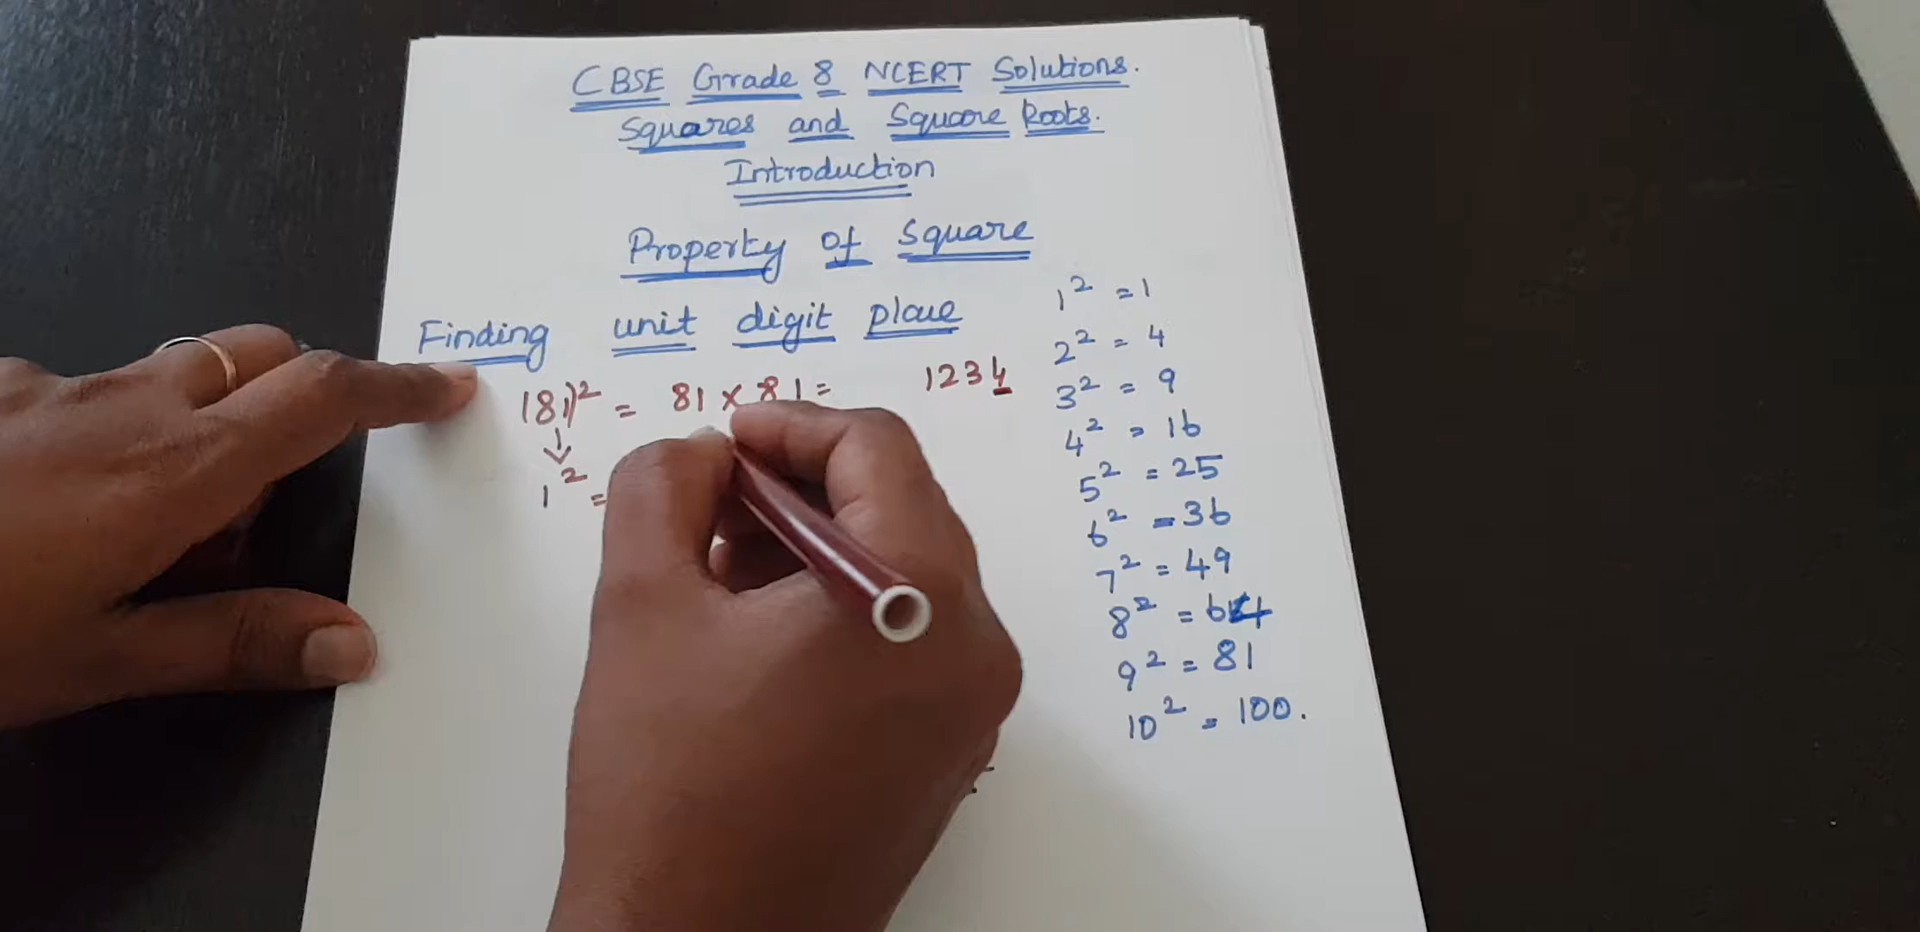 CBSE Grade 8 NCERT Solutions.
Squares and Square Roots.
Introduction
Property of Square
Finding unit digit place
(81)² = 81 x 81 =
1234
1² =
1² = 1
2² = 4
3² = 9
4² = 16
5² = 25
6² = 36
7² = 49
8² = 64
9² = 81
10² = 100.